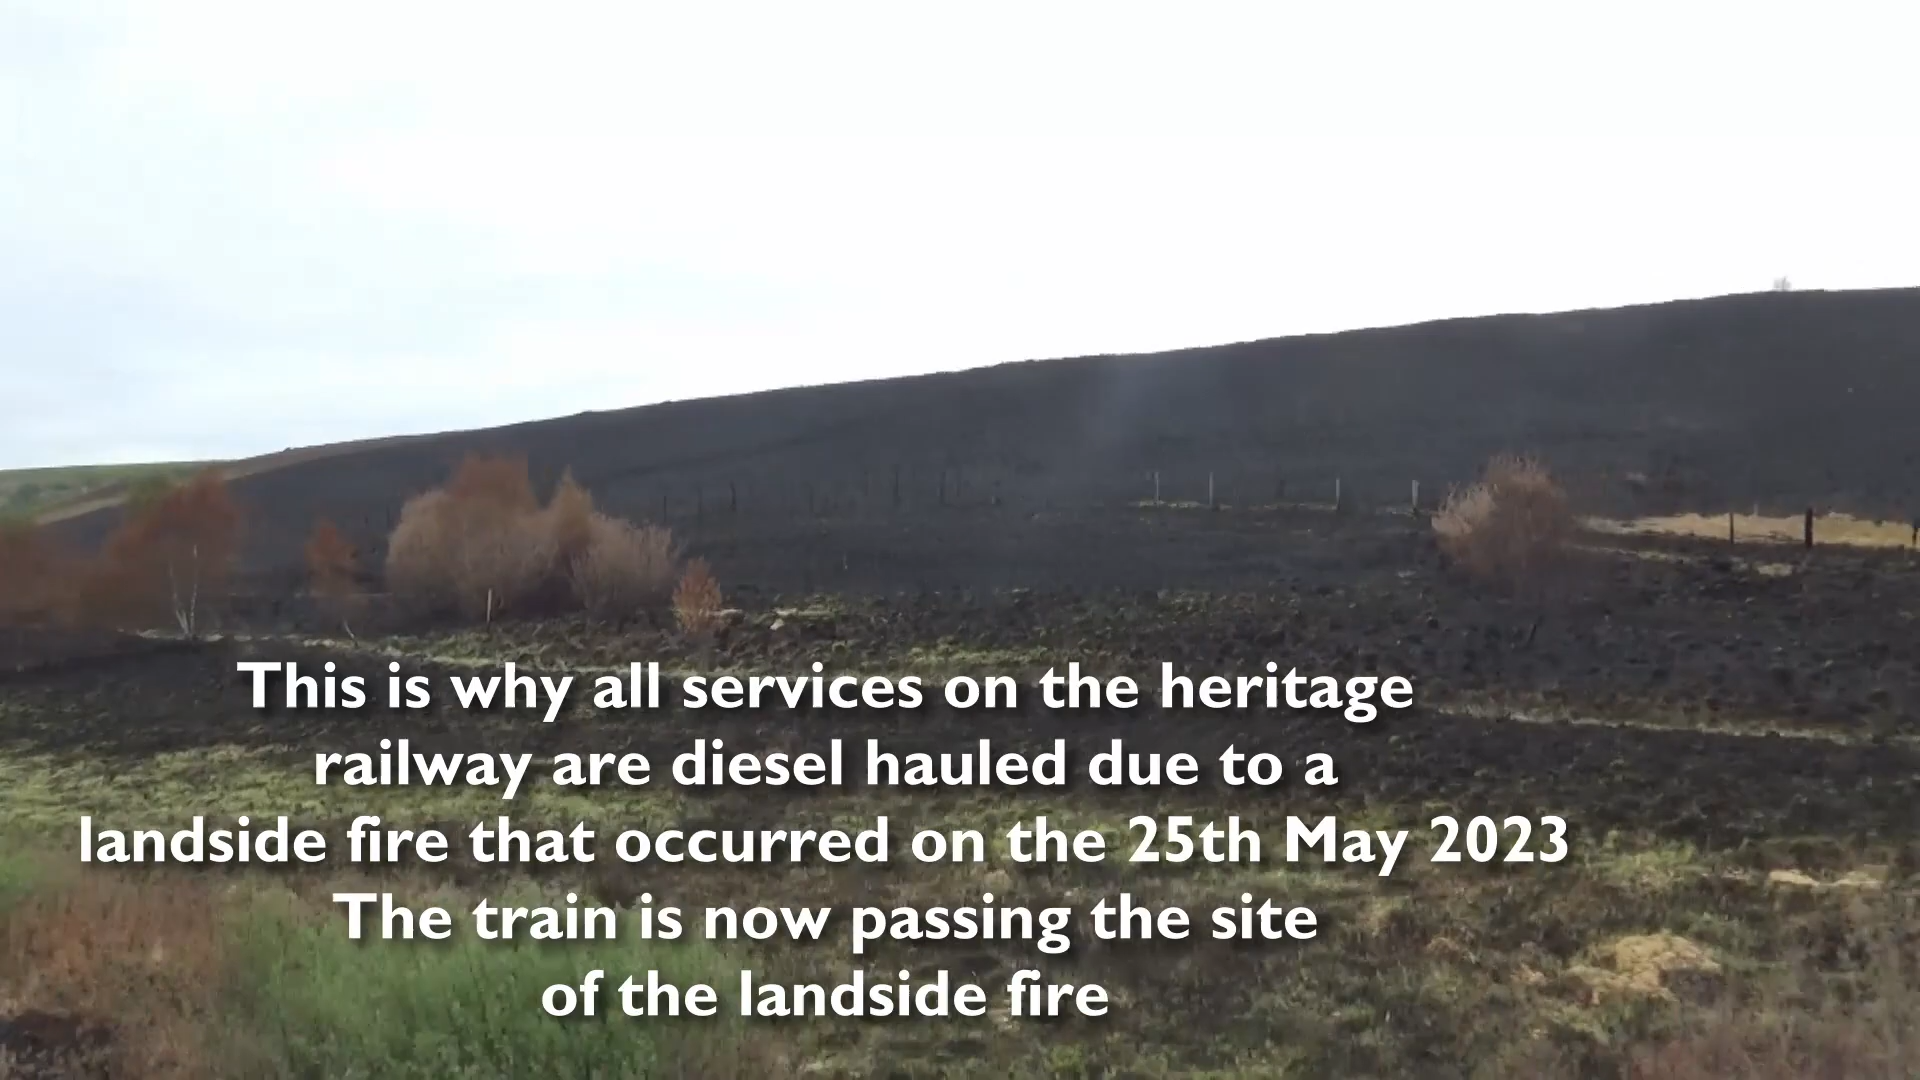 This is why all services on the heritage
railway are diesel hauled due to a
landside fire that occurred on the 25th May 2023
The train is now passing the site
of the landside fire